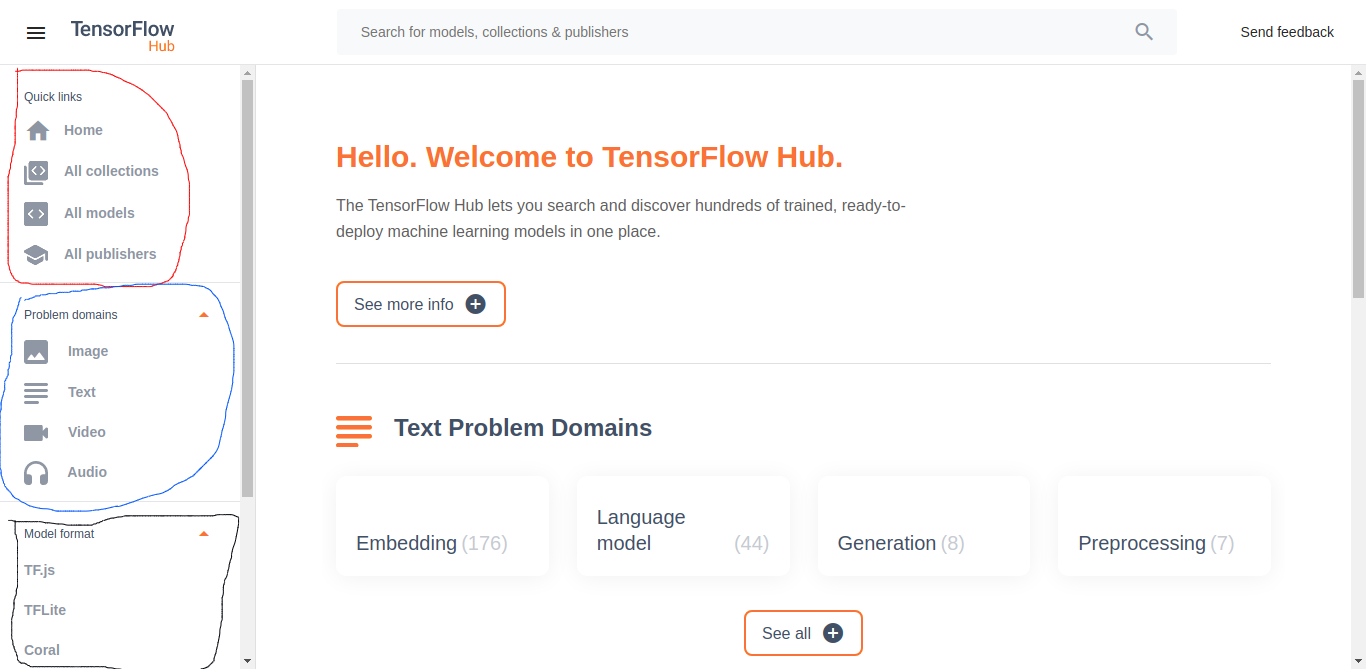 TensorFlow
Hub
Search for models, collections & publishers
Send feedback
Quick links
Home
All collections
All models
All publishers
Problem domains
Image
Text
Video
Audio
Model format
TF.js
TFLite
Coral
Hello. Welcome to TensorFlow Hub.
The TensorFlow Hub lets you search and discover hundreds of trained, ready-to-
deploy machine learning models in one place.
See more info
Text Problem Domains
Embedding (176)
Language
model (44)
Generation (8)
Preprocessing (7)
See all